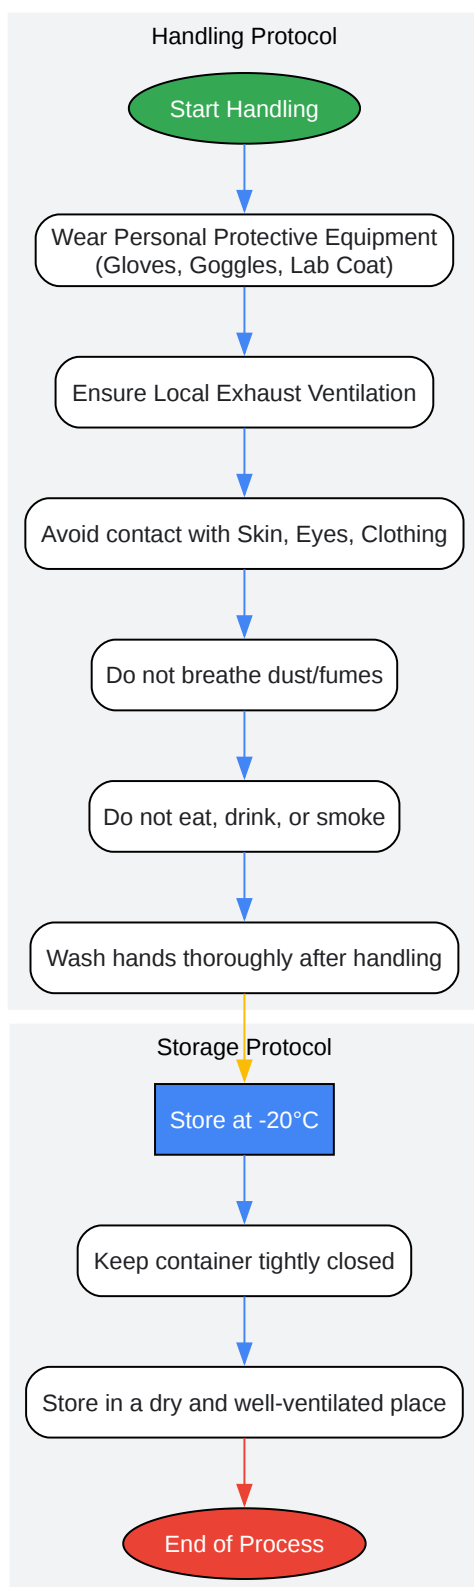 Handling Protocol
Start Handling
Wear Personal Protective Equipment
(Gloves, Goggles, Lab Coat)
Ensure Local Exhaust Ventilation
Avoid contact with Skin, Eyes, Clothing
Do not breathe dust/fumes
Do not eat, drink, or smoke
Wash hands thoroughly after handling
Storage Protocol
Store at -20°C
Keep container tightly closed
Store in a dry and well-ventilated place
End of Process